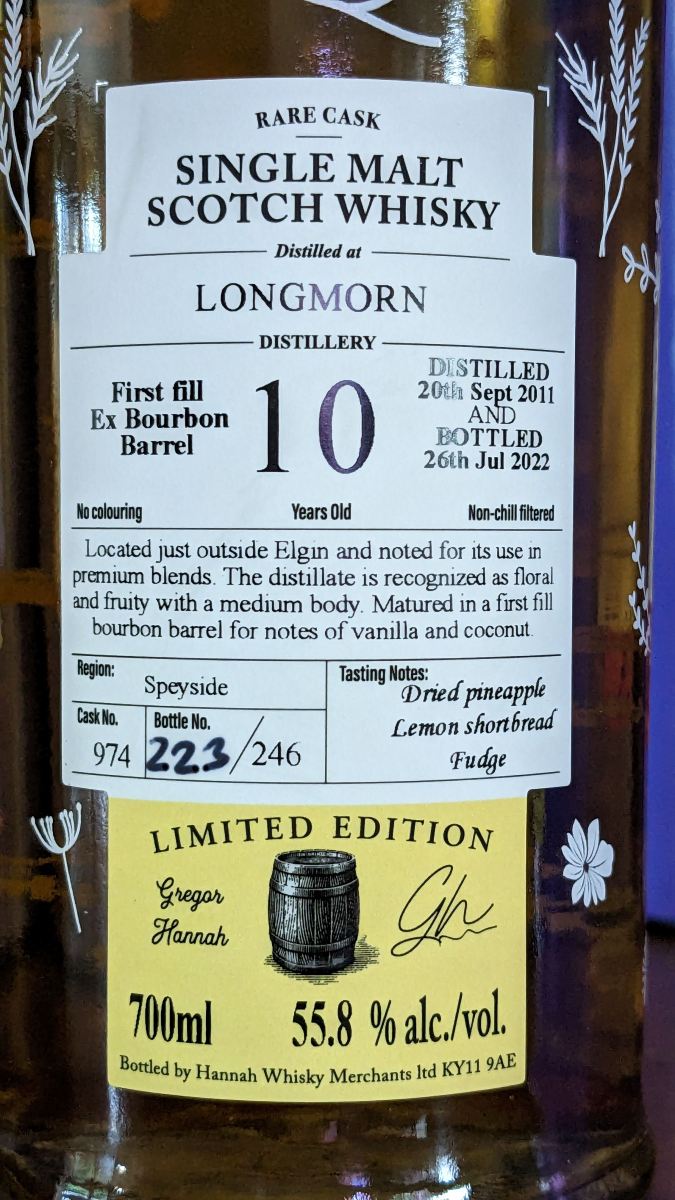 RARE CASK
SINGLE MALT
SCOTCH WHISKY
Distilled at
LONGMORN
DISTILLERY
First fill
Ex Bourbon
Barrel
10
DISTILLED
20th Sept 2011
AND
BOTTLED
26th Jul 2022
No colouring
Years Old
Non-chill filtered
Located just outside Elgin and noted for its use in
premium blends. The distillate is recognized as floral
and fruity with a medium body. Matured in a first fill
bourbon barrel for notes of vanilla and coconut.
Region:
Speyside
Cask No.
974
Bottle No.
223/246
Tasting Notes:
Dried pineapple
Lemon shortbread
Fudge
LIMITED EDITION
Gregor
Hannah
Gh
700ml
55.8 % alc./vol.
Bottled by Hannah Whisky Merchants ltd KY11 9AE